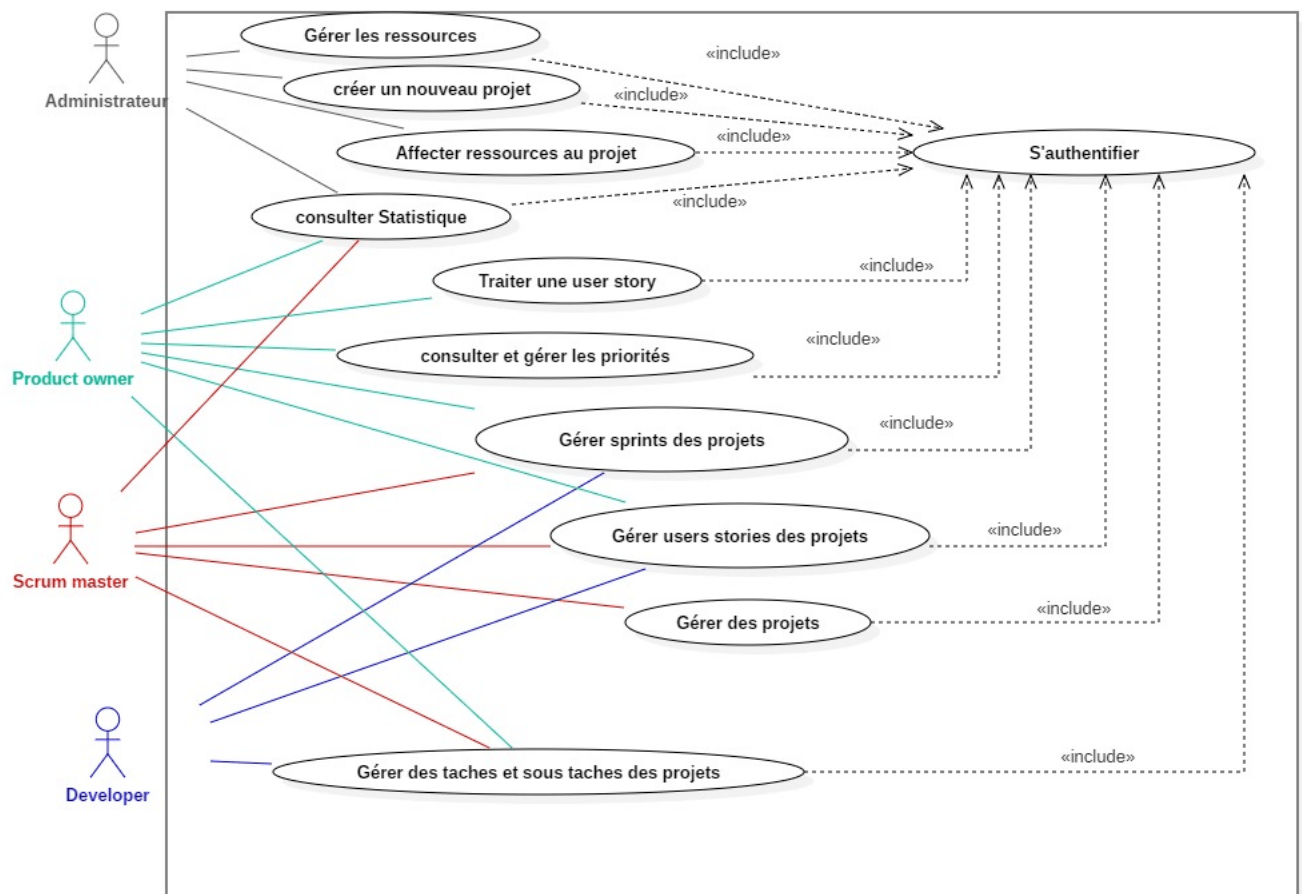 Gérer les ressources
«include»
créer un nouveau projet
«include»
Administrateur
«include»
Affecter ressources au projet
S'authentifier
«include»
consulter Statistique
«include»
Traiter une user story
«include»
consulter et gérer les priorités
Product owner
«include»
Gérer sprints des projets
«include»
Gérer users stories des projets
Scrum master
«include»
Gérer des projets
«include»
Gérer des taches et sous taches des projets
Developer